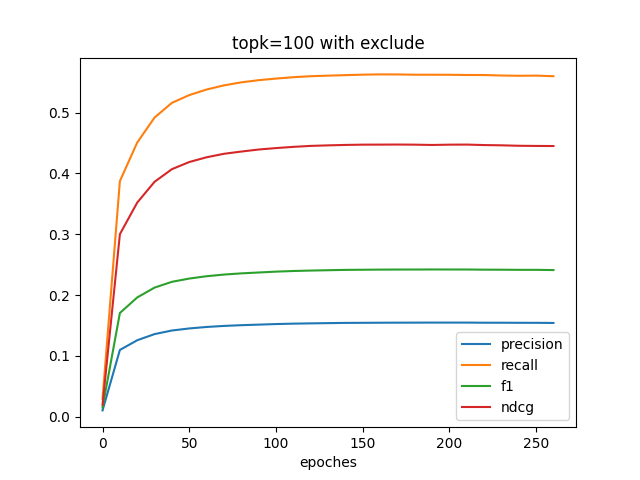 topk=100 with exclude
0.5
0.4
0.3
0.2
0.1
0.0
precision
recall
f1
ndcg
0 50 100 150 200 250
epoches